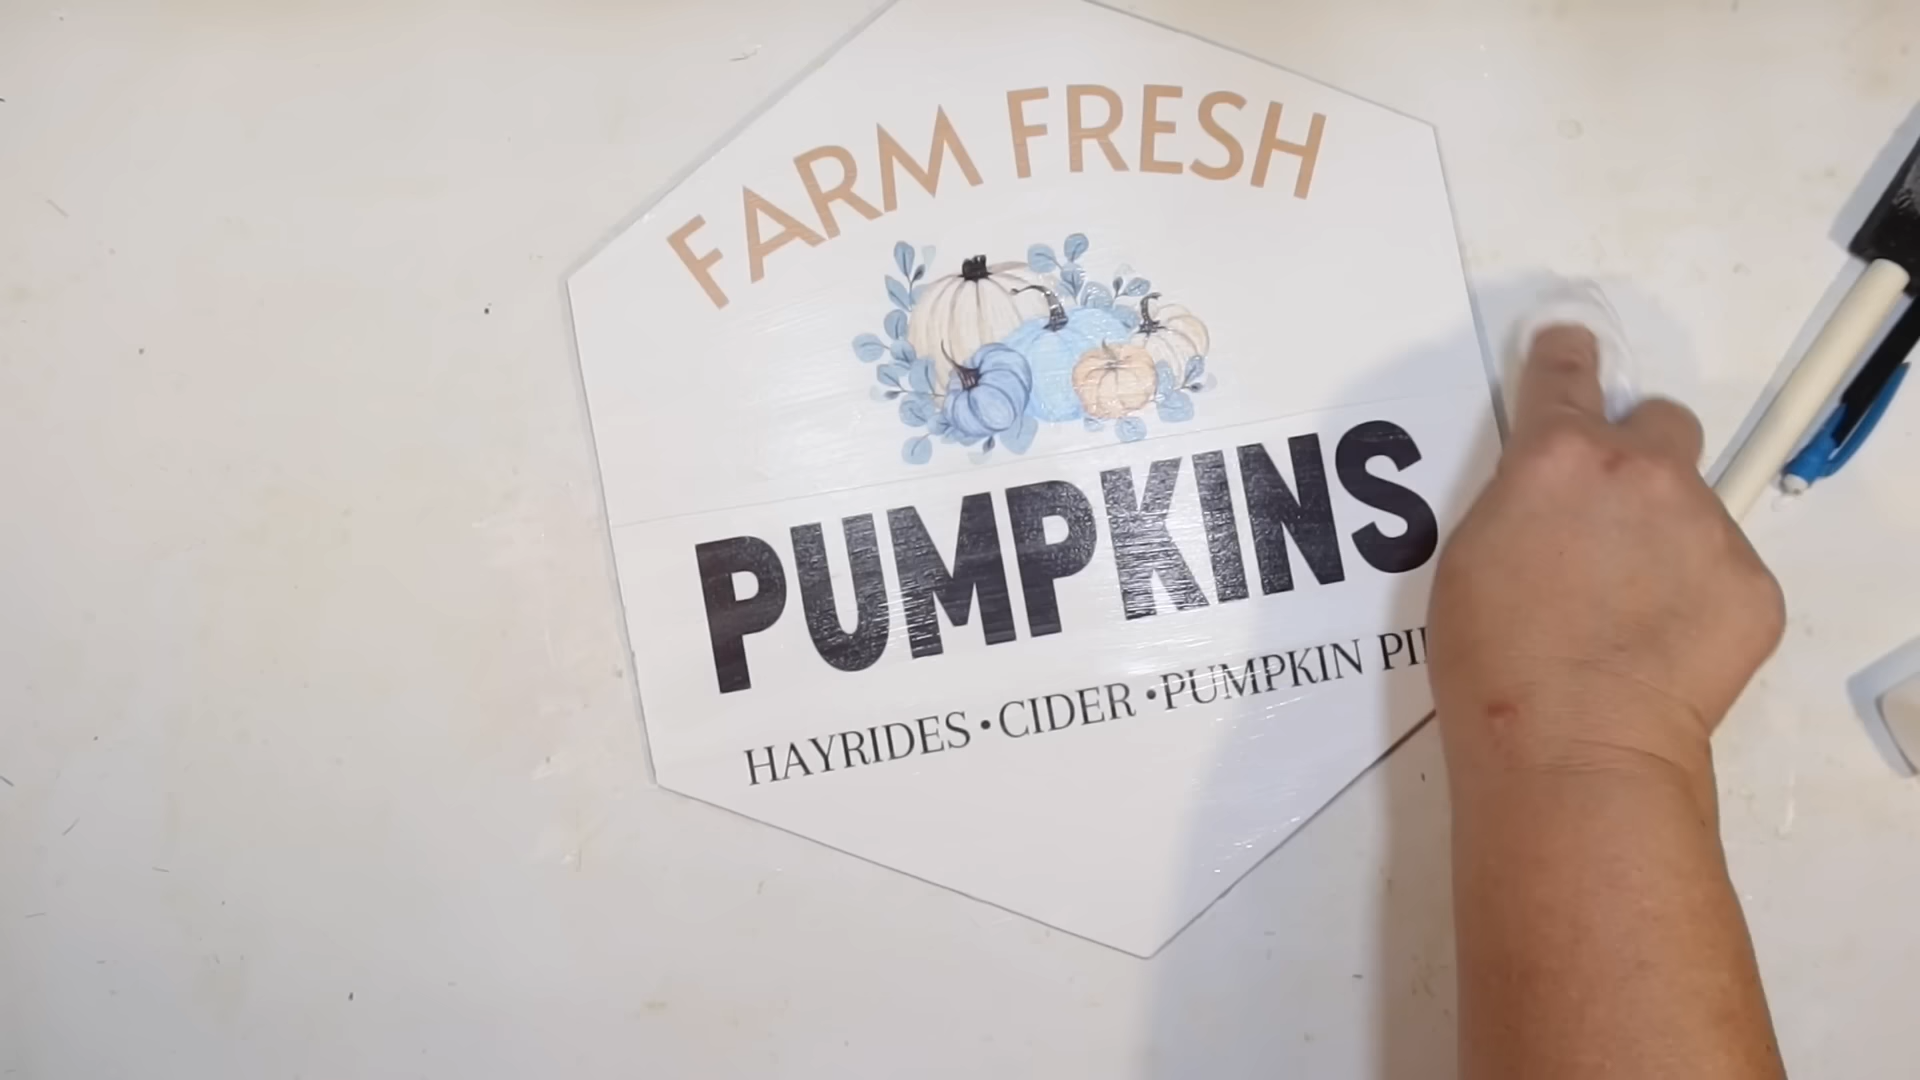 FARM FRESH
PUMPKINS
HAYRIDES • CIDER • PUMPKIN